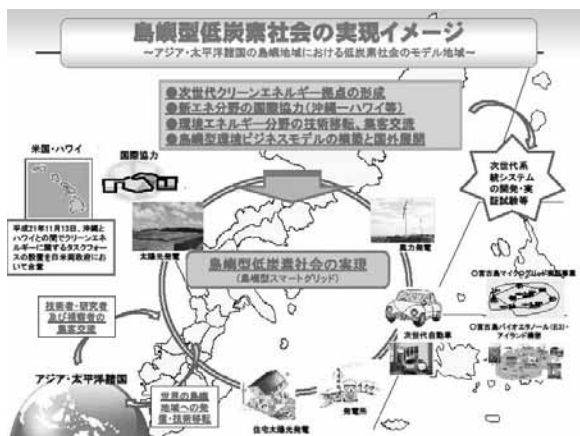 島嶼型低炭素社会の実現イメージ
～アジア・太平洋諸国の島嶼地域における低炭素社会のモデル地域～
●次世代クリーンエネルギー拠点の形成
●新エネ分野の国際協力(沖縄ーハワイ等)
●環境エネルギー分野の技術移転、集客交流
●島嶼型環境ビジネスモデルの構築と国外展開
米国・ハワイ
国際協力
次世代系
統システム
の開発・実
証試験等
平成21年11月13日、沖縄と
ハワイとの間でクリーンエネ
ルギーに関するタスクフォー
スの設置を日米両政府にお
いて合意
太陽光発電
風力発電
島嶼型低炭素社会の実現
(島嶼型スマートグリッド)
○宮古島マイクログリッド実証事業
技術者・研究者
及び視察者の
集客交流
次世代自動車
○宮古島バイオエタノール(E3)・
アイランド構想
アジア・太平洋諸国
世界の島嶼
地域への発
信・技術移転
住宅太陽光発電
発電所